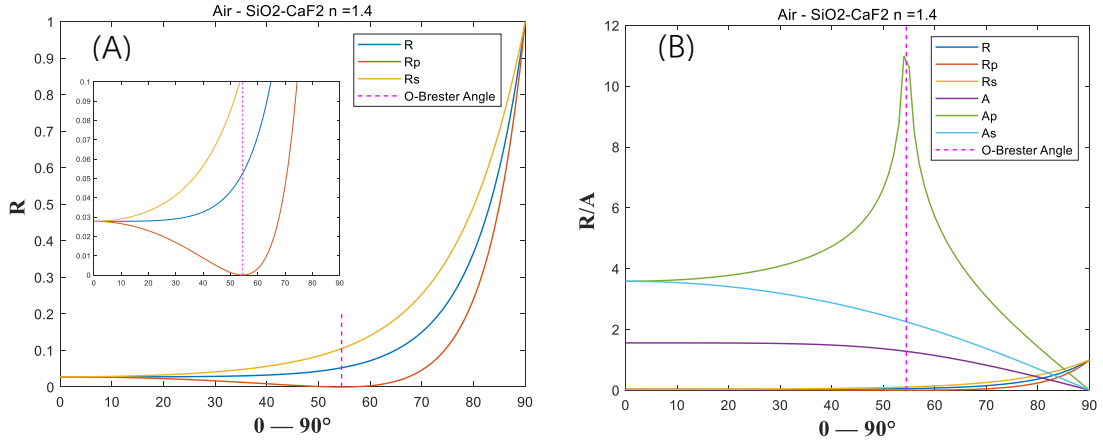 Air - SiO2-CaF2 n =1.4
(A)
R
Rp
Rs
O-Brester Angle
1
0.9
0.8
0.7
0.6
0.5
0.4
0.3
0.2
0.1
0
0.1
0.09
0.08
0.07
0.06
0.05
0.04
0.03
0.02
0.01
0
0 10 20 30 40 50 60 70 80 90
R
0 10 20 30 40 50 60 70 80 90
0 — 90°
Air - SiO2-CaF2 n =1.4
(B)
R
Rp
Rs
A
Ap
As
O-Brester Angle
12
10
8
6
4
2
0
R/A
0 10 20 30 40 50 60 70 80 90
0 — 90°